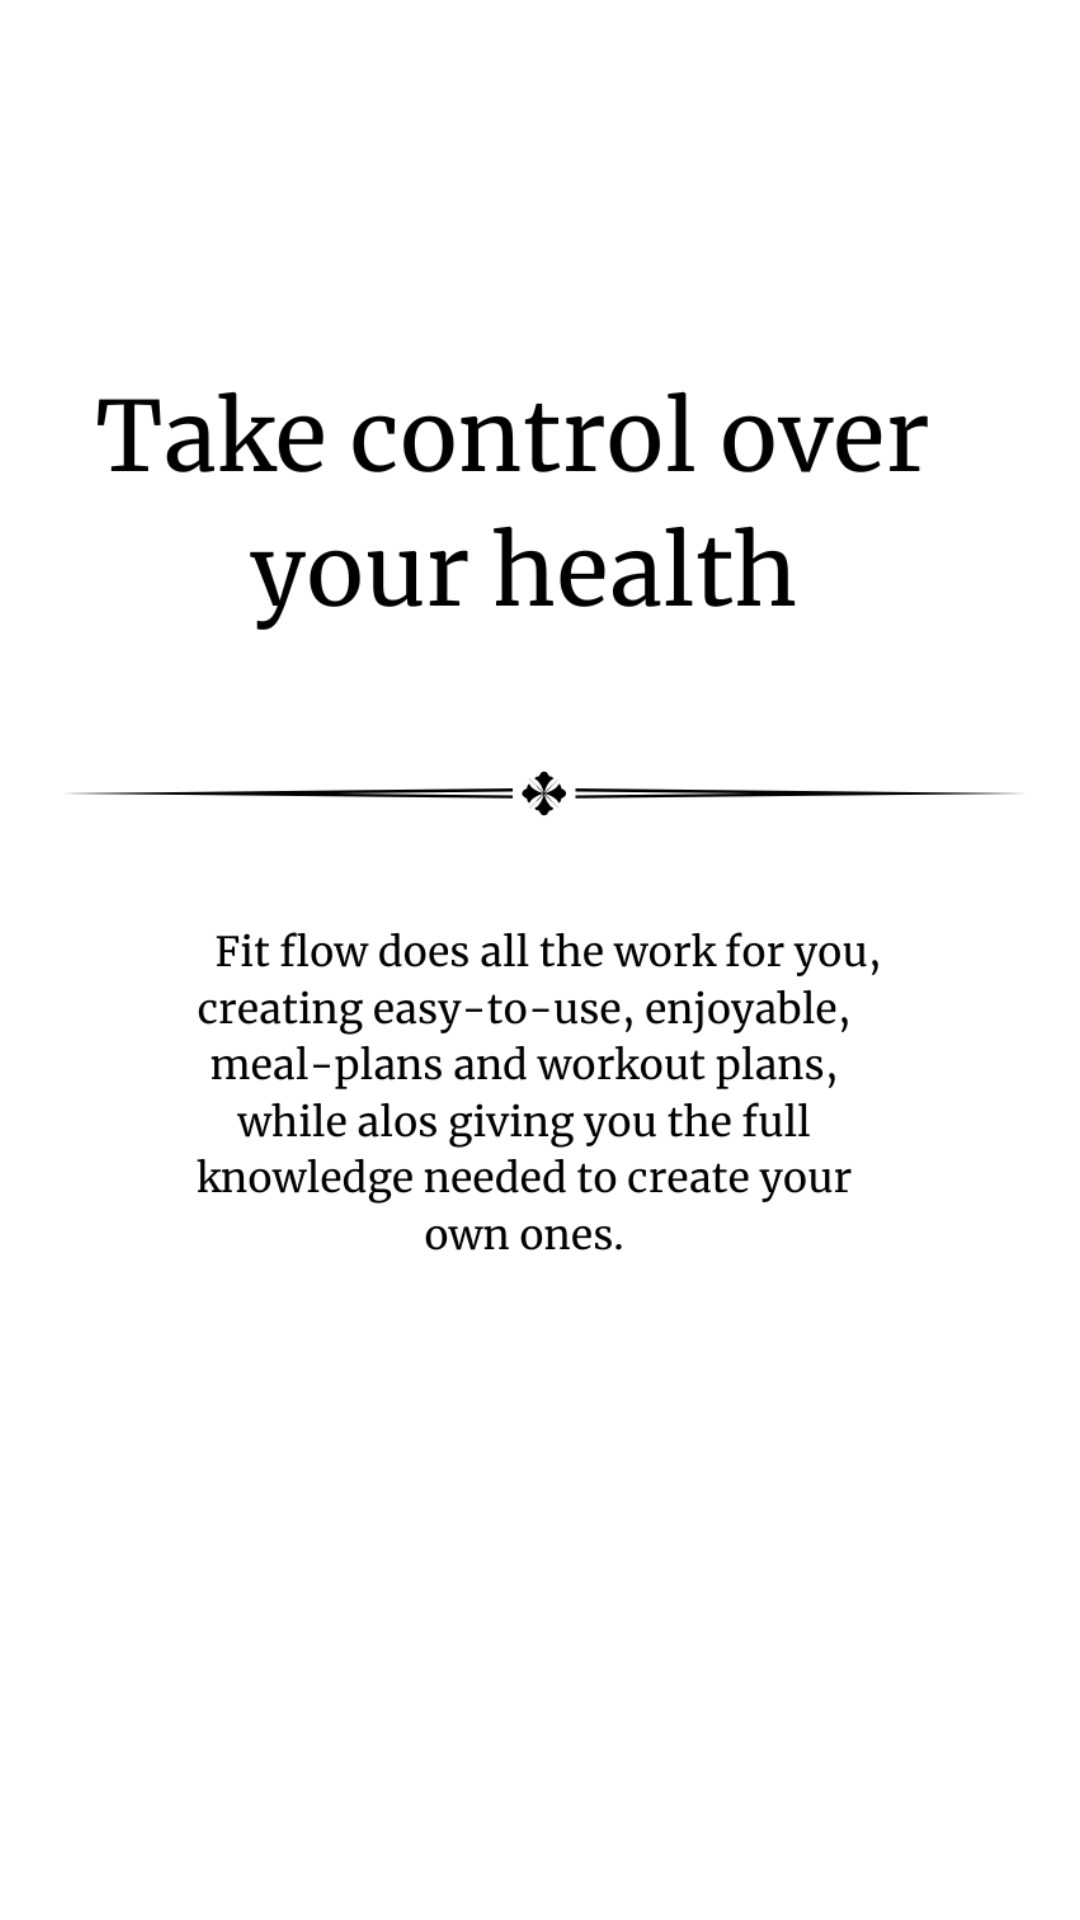 Take control over
your health
Fit flow does all the work for you,
creating easy-to-use, enjoyable,
meal-plans and workout plans,
while alos giving you the full
knowledge needed to create your
own ones.